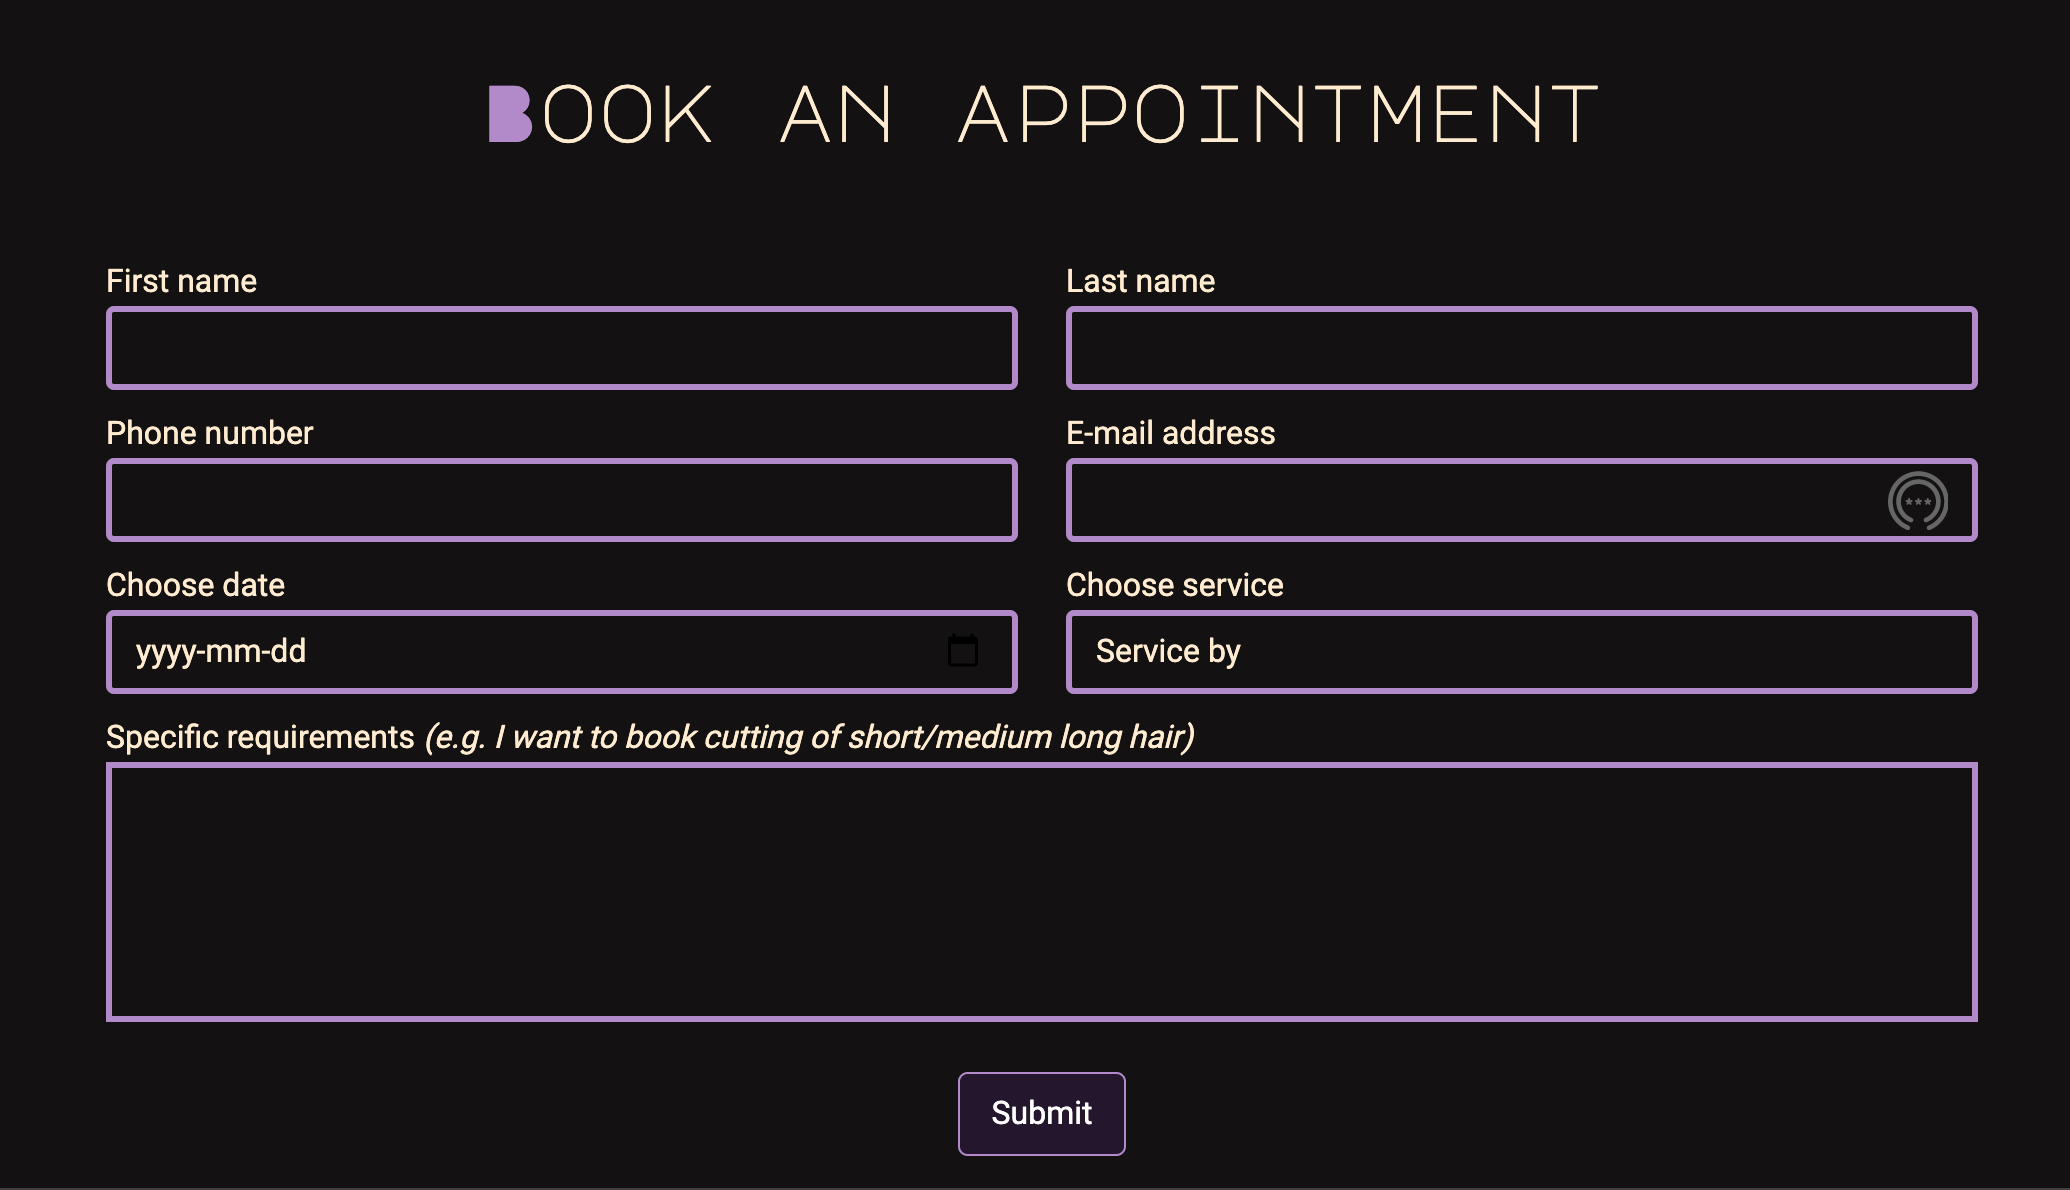 BOOK AN APPOINTMENT
First name
Last name
Phone number
E-mail address
***
Choose date
Choose service
yyyy-mm-dd
Service by
Specific requirements (e.g. I want to book cutting of short/medium long hair)
Submit